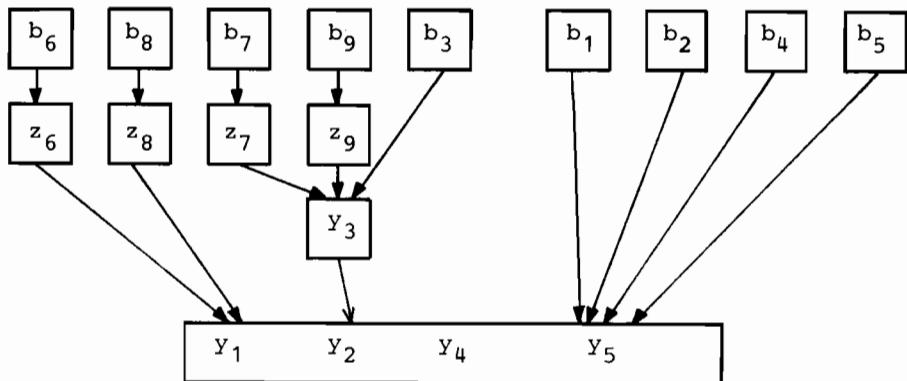 b₆ b₈ b₇ b₉ b₃ b₁ b₂ b₄ b₅
z₆ z₈ z₇ z₉
Y₃
Y₁ Y₂ Y₄ Y₅